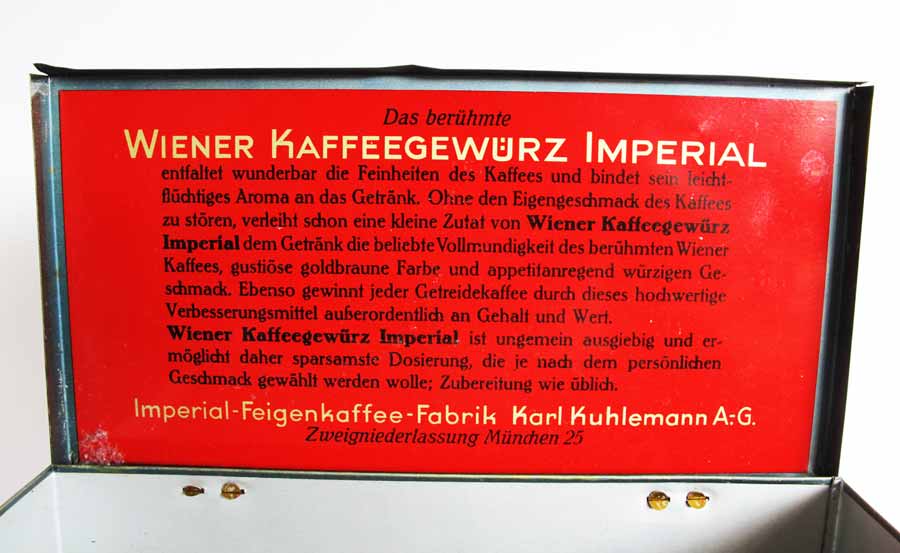 Das berühmte
WIENER KAFFEEGEWÜRZ IMPERIAL
entfaltet wunderbar die Feinheiten des Kaffees und bindet sein leicht-
flüchtiges Aroma an das Getränk. Ohne den Eigengeschmack des Kaffees
zu stören, verleiht schon eine kleine Zutat von Wiener Kaffeegewürz
Imperial dem Getränk die beliebte Vollmundigkeit des berühmten Wiener
Kaffees, gustiöse goldbraune Farbe und appetitanregend würzigen Ge-
schmack. Ebenso gewinnt jeder Getreidekaffee durch dieses hochwertige
Verbesserungsmittel außerordentlich an Gehalt und Wert.
Wiener Kaffeegewürz Imperial ist ungemein ausgiebig und er-
möglicht daher sparsamste Dosierung, die je nach dem persönlichen
Geschmack gewählt werden wolle; Zubereitung wie üblich.
Imperial-Feigenkaffee-Fabrik Karl Kuhlemann A.-G.
Zweigniederlassung München 25